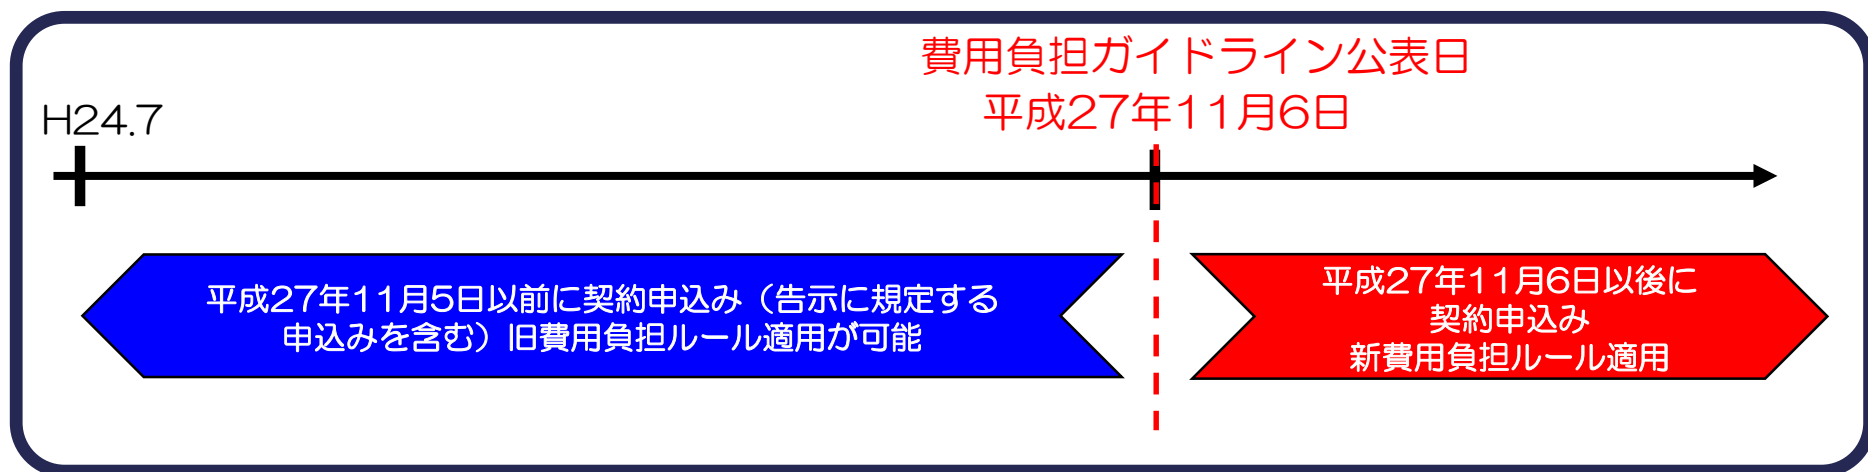 費用負担ガイドライン公表日
平成27年11月6日
H24.7
平成27年11月5日以前に契約申込み（告示に規定する
申込みを含む）旧費用負担ルール適用が可能
平成27年11月6日以後に
契約申込み
新費用負担ルール適用